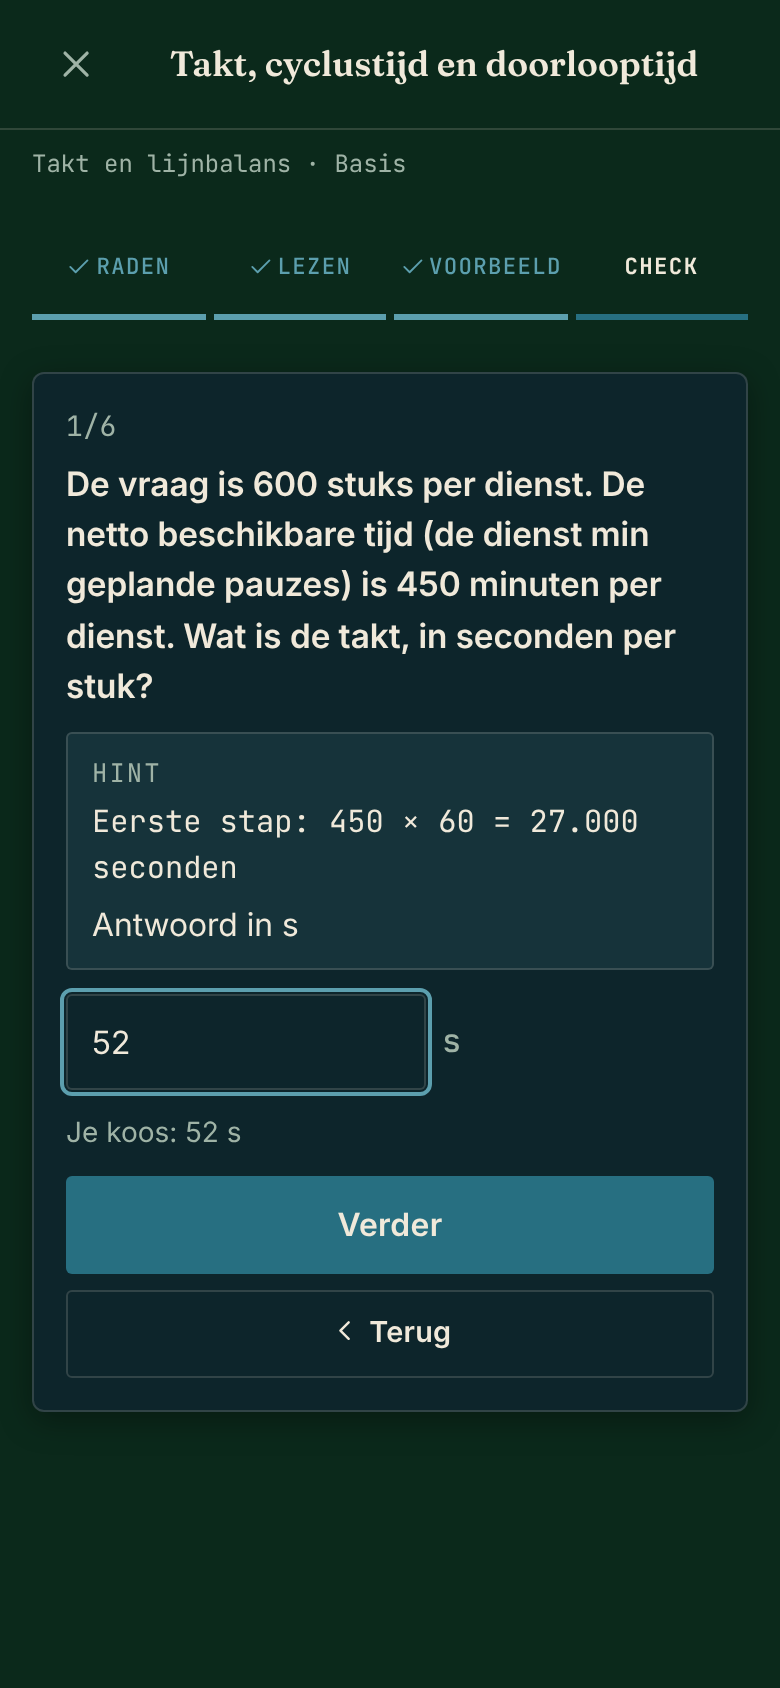 Takt, cyclustijd en doorlooptijd
Takt en lijnbalans · Basis
RADEN
LEZEN
VOORBEELD
CHECK
1/6
De vraag is 600 stuks per dienst. De
netto beschikbare tijd (de dienst min
geplande pauzes) is 450 minuten per
dienst. Wat is de takt, in seconden per
stuk?
HINT
Eerste stap: 450 × 60 = 27.000
seconden
Antwoord in s
52 s
Je koos: 52 s
Verder
Terug